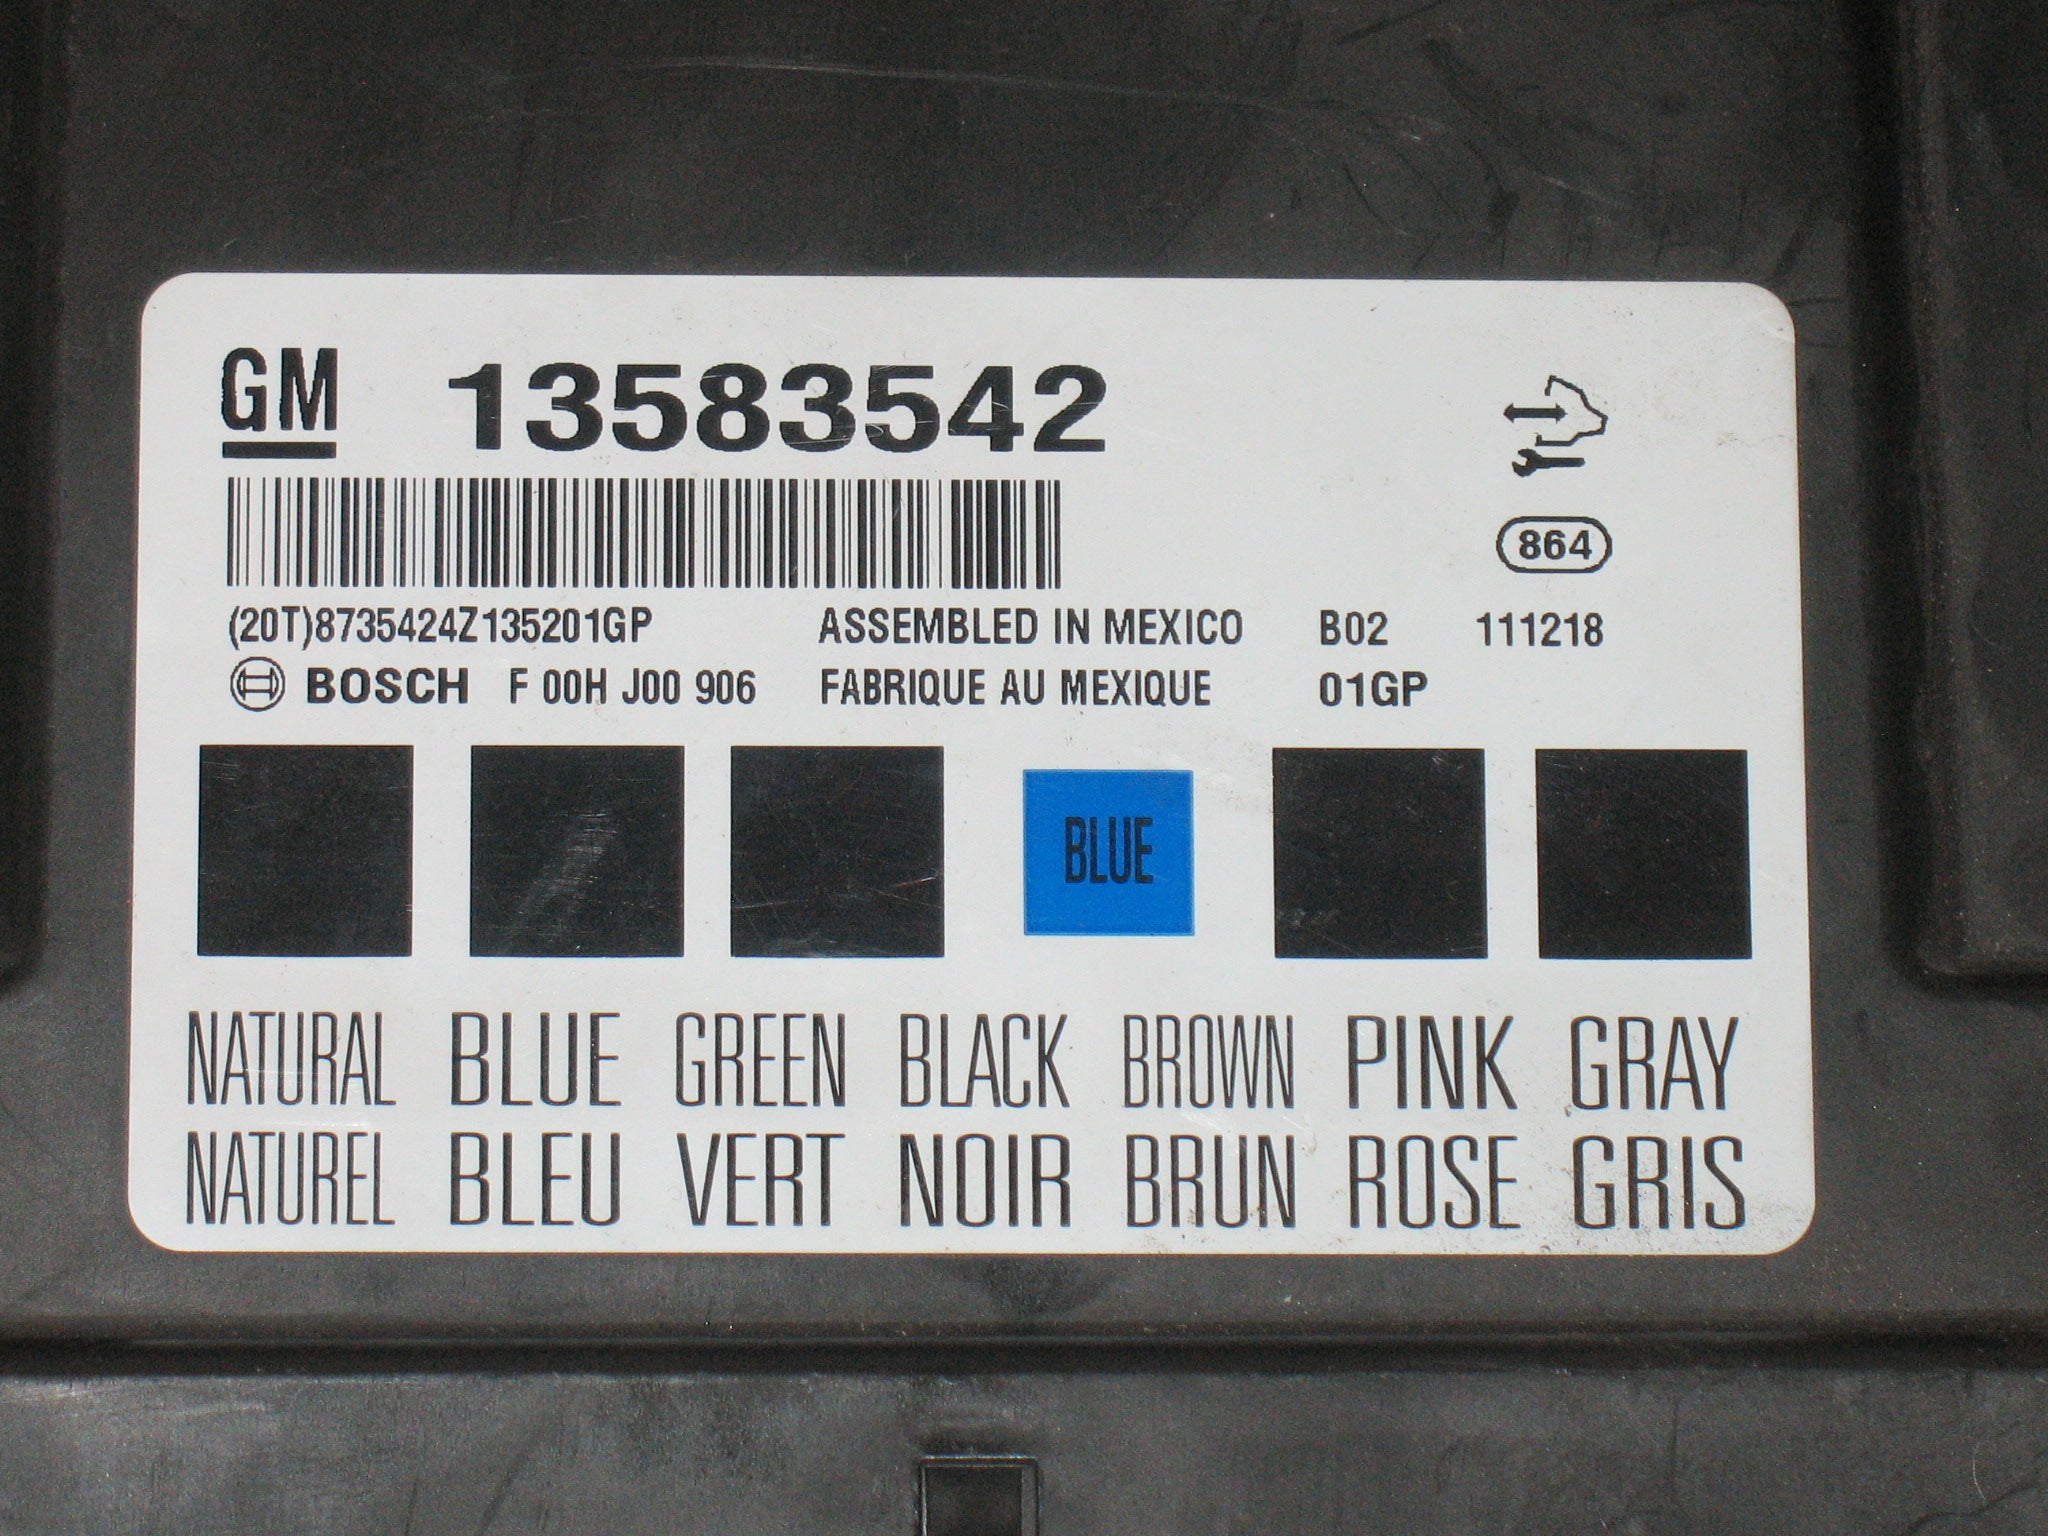 GM 13583542
864
(20T)8735424Z135201GP ASSEMBLED IN MEXICO B02 111218
BOSCH F 00H J00 906 FABRIQUE AU MEXIQUE 01GP
BLUE
NATURAL BLUE GREEN BLACK BROWN PINK GRAY
NATUREL BLEU VERT NOIR BRUN ROSE GRIS